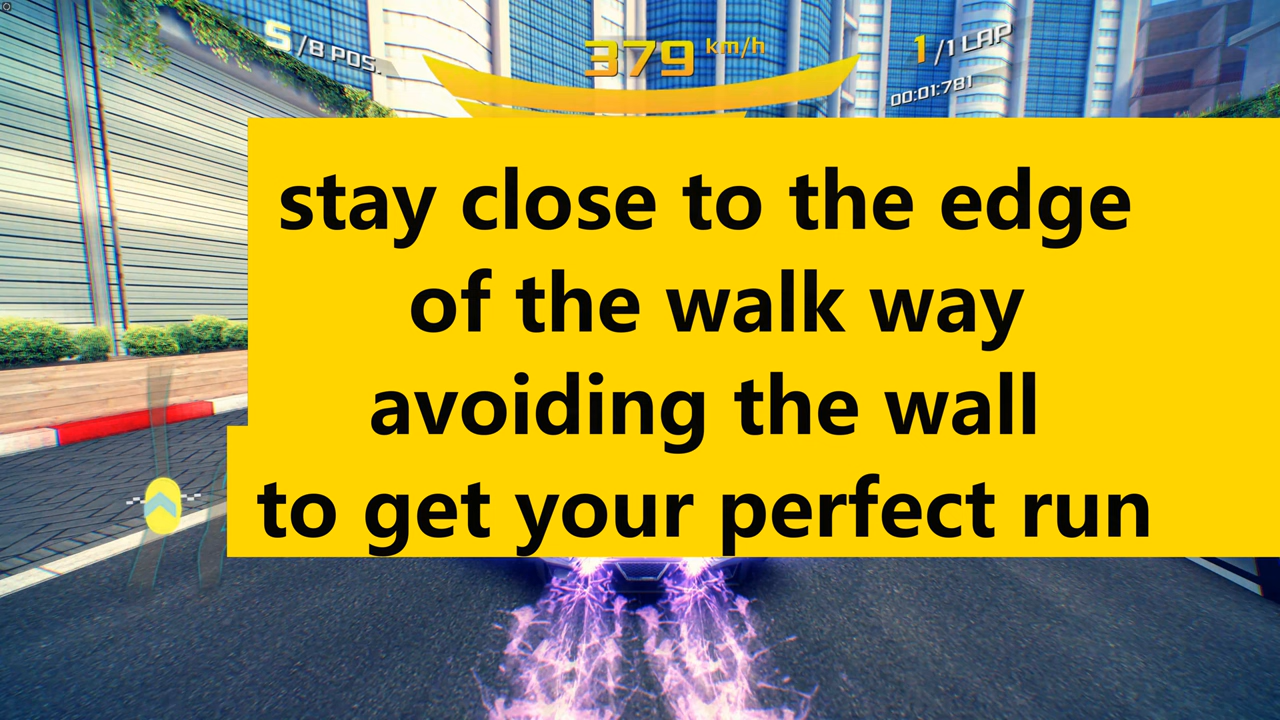 5/8 POS.
379 km/h
1/1 LAP
00:01:781
stay close to the edge
of the walk way
avoiding the wall
to get your perfect run